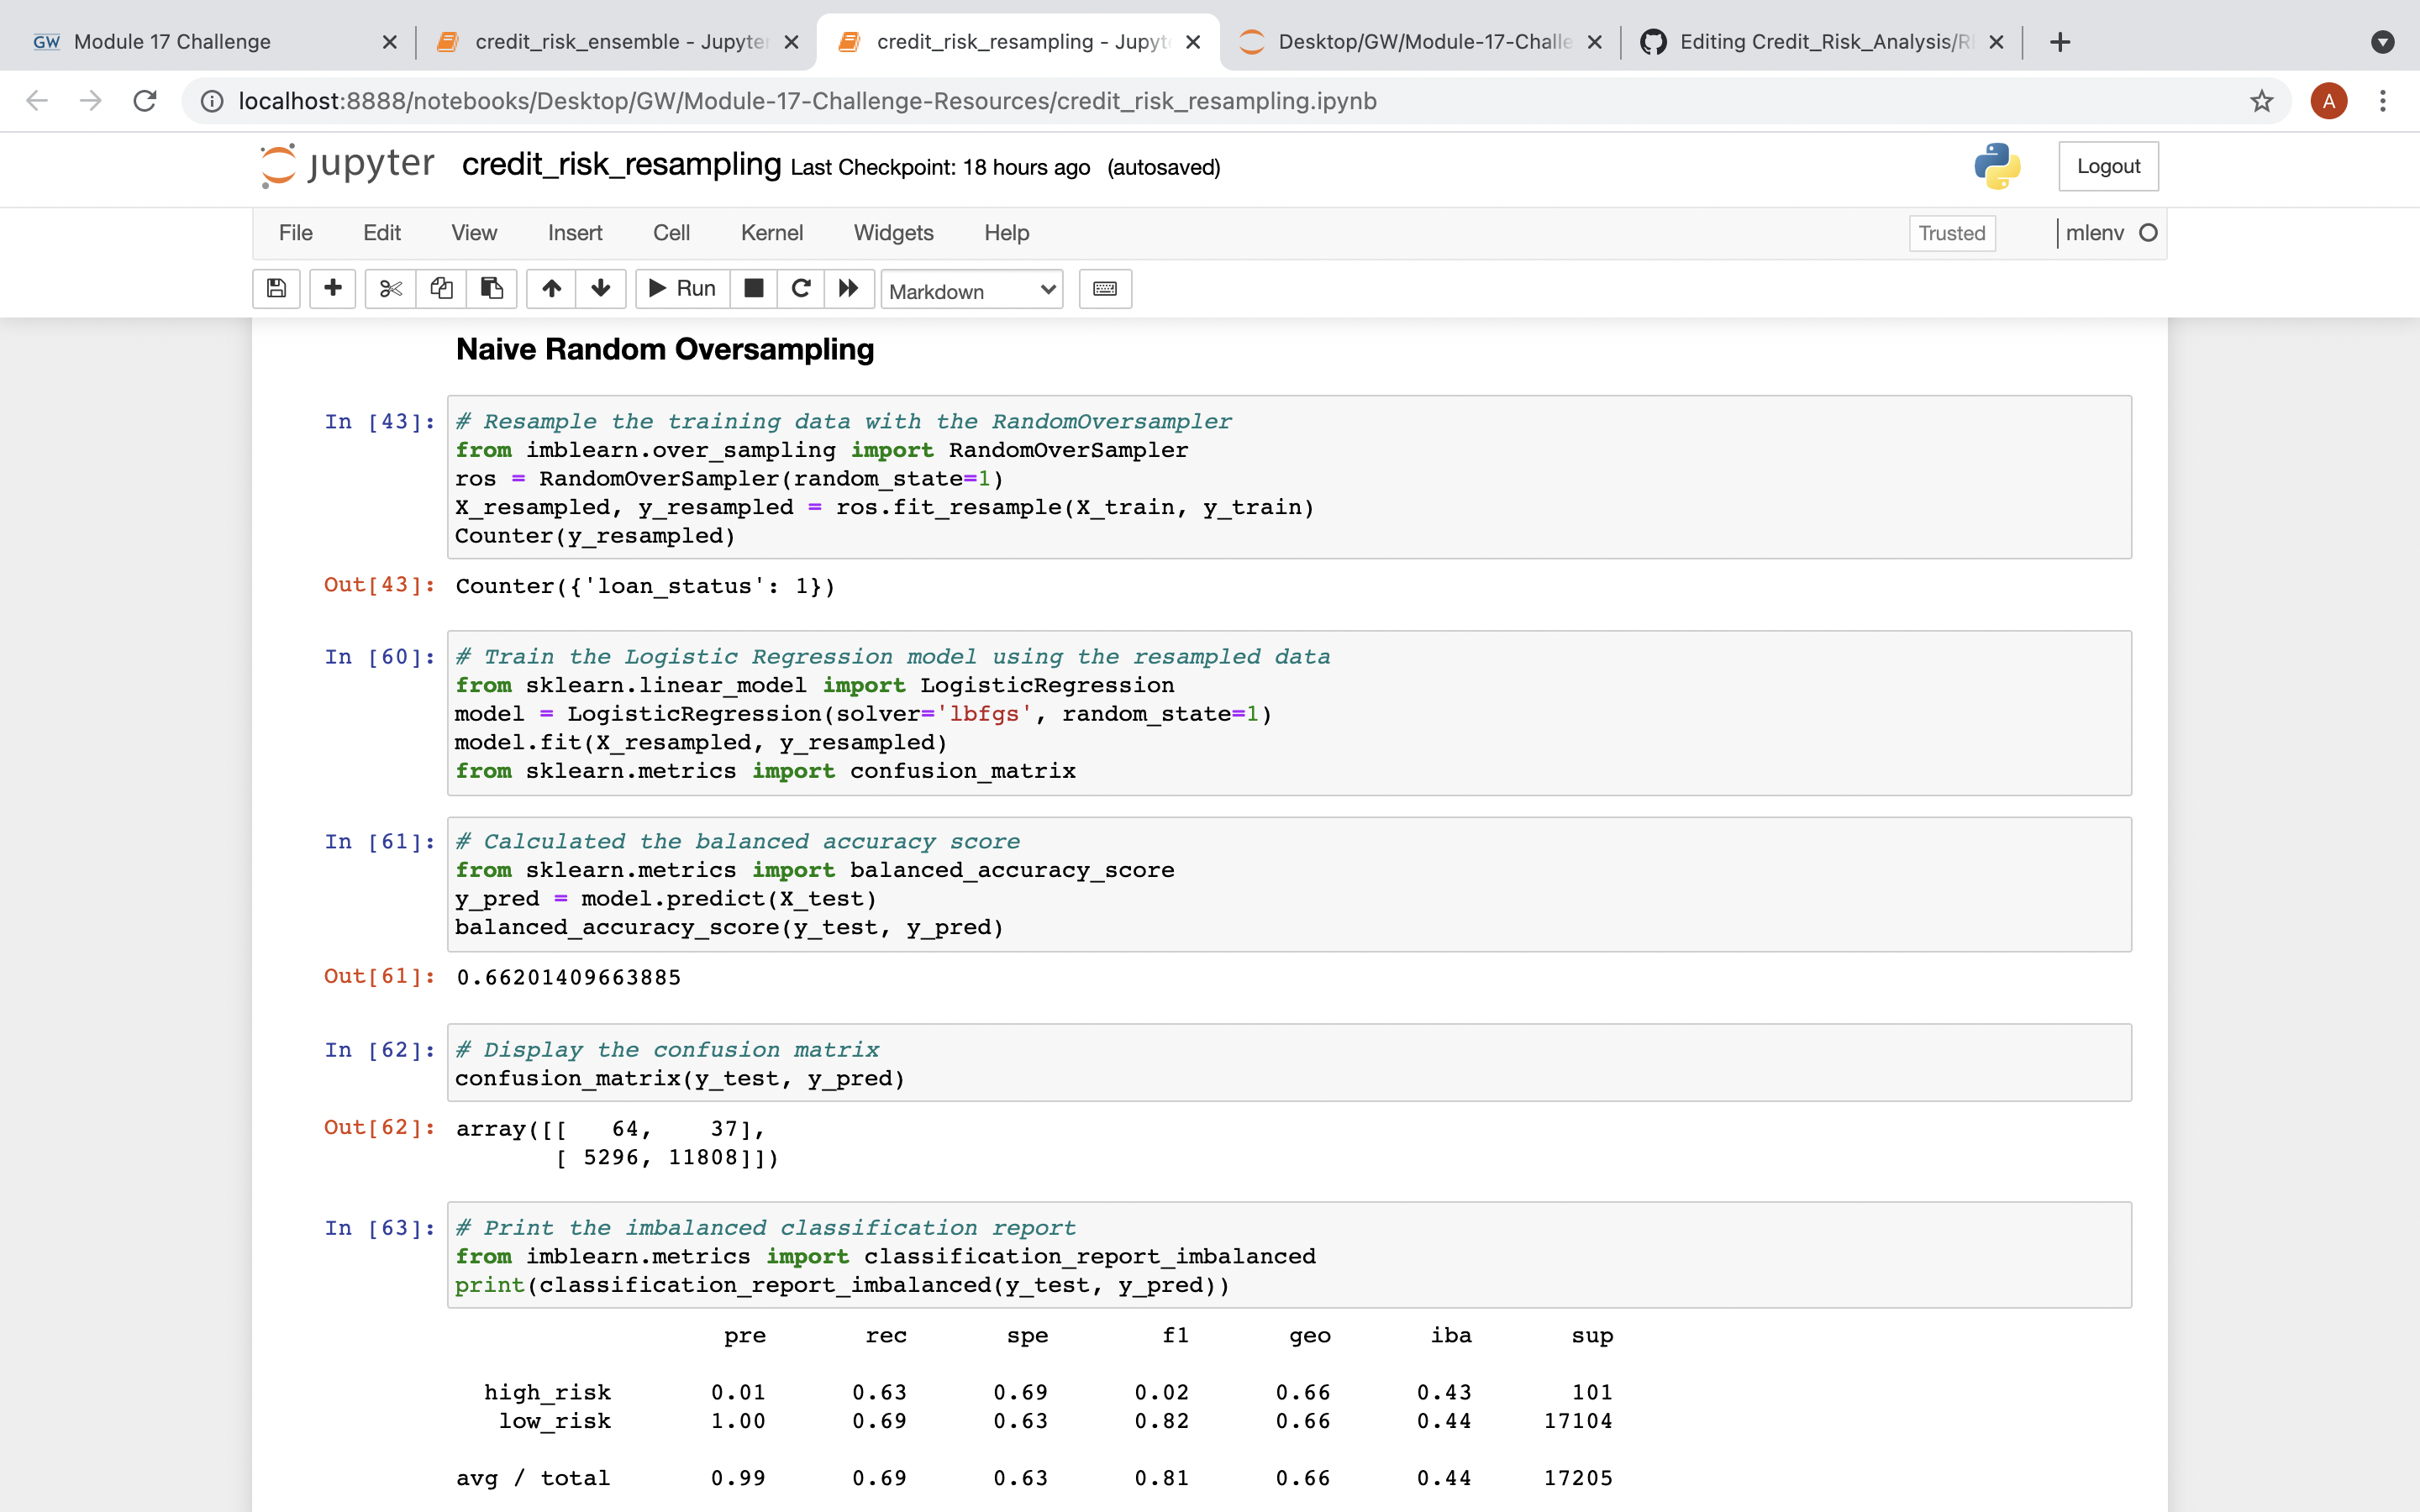 GW Module 17 Challenge
credit_risk_ensemble - Jupyter
credit_risk_resampling - Jupyt
Desktop/GW/Module-17-Challe
Editing Credit_Risk_Analysis/R
localhost:8888/notebooks/Desktop/GW/Module-17-Challenge-Resources/credit_risk_resampling.ipynb
A
jupyter credit_risk_resampling Last Checkpoint: 18 hours ago (autosaved)
Logout
File Edit View Insert Cell Kernel Widgets Help
Trusted
mlenv
Run
Markdown
Naive Random Oversampling
In [43]: # Resample the training data with the RandomOversampler
from imblearn.over_sampling import RandomOverSampler
ros = RandomOverSampler(random_state=1)
X_resampled, y_resampled = ros.fit_resample(X_train, y_train)
Counter(y_resampled)
Out[43]: Counter({'loan_status': 1})
In [60]: # Train the Logistic Regression model using the resampled data
from sklearn.linear_model import LogisticRegression
model = LogisticRegression(solver='lbfgs', random_state=1)
model.fit(X_resampled, y_resampled)
from sklearn.metrics import confusion_matrix
In [61]: # Calculated the balanced accuracy score
from sklearn.metrics import balanced_accuracy_score
y_pred = model.predict(X_test)
balanced_accuracy_score(y_test, y_pred)
Out[61]: 0.66201409663885
In [62]: # Display the confusion matrix
confusion_matrix(y_test, y_pred)
Out[62]: array([[   64,    37],
[ 5296, 11808]])
In [63]: # Print the imbalanced classification report
from imblearn.metrics import classification_report_imbalanced
print(classification_report_imbalanced(y_test, y_pred))
pre rec spe f1 geo iba sup
high_risk 0.01 0.63 0.69 0.02 0.66 0.43 101
low_risk 1.00 0.69 0.63 0.82 0.66 0.44 17104
avg / total 0.99 0.69 0.63 0.81 0.66 0.44 17205